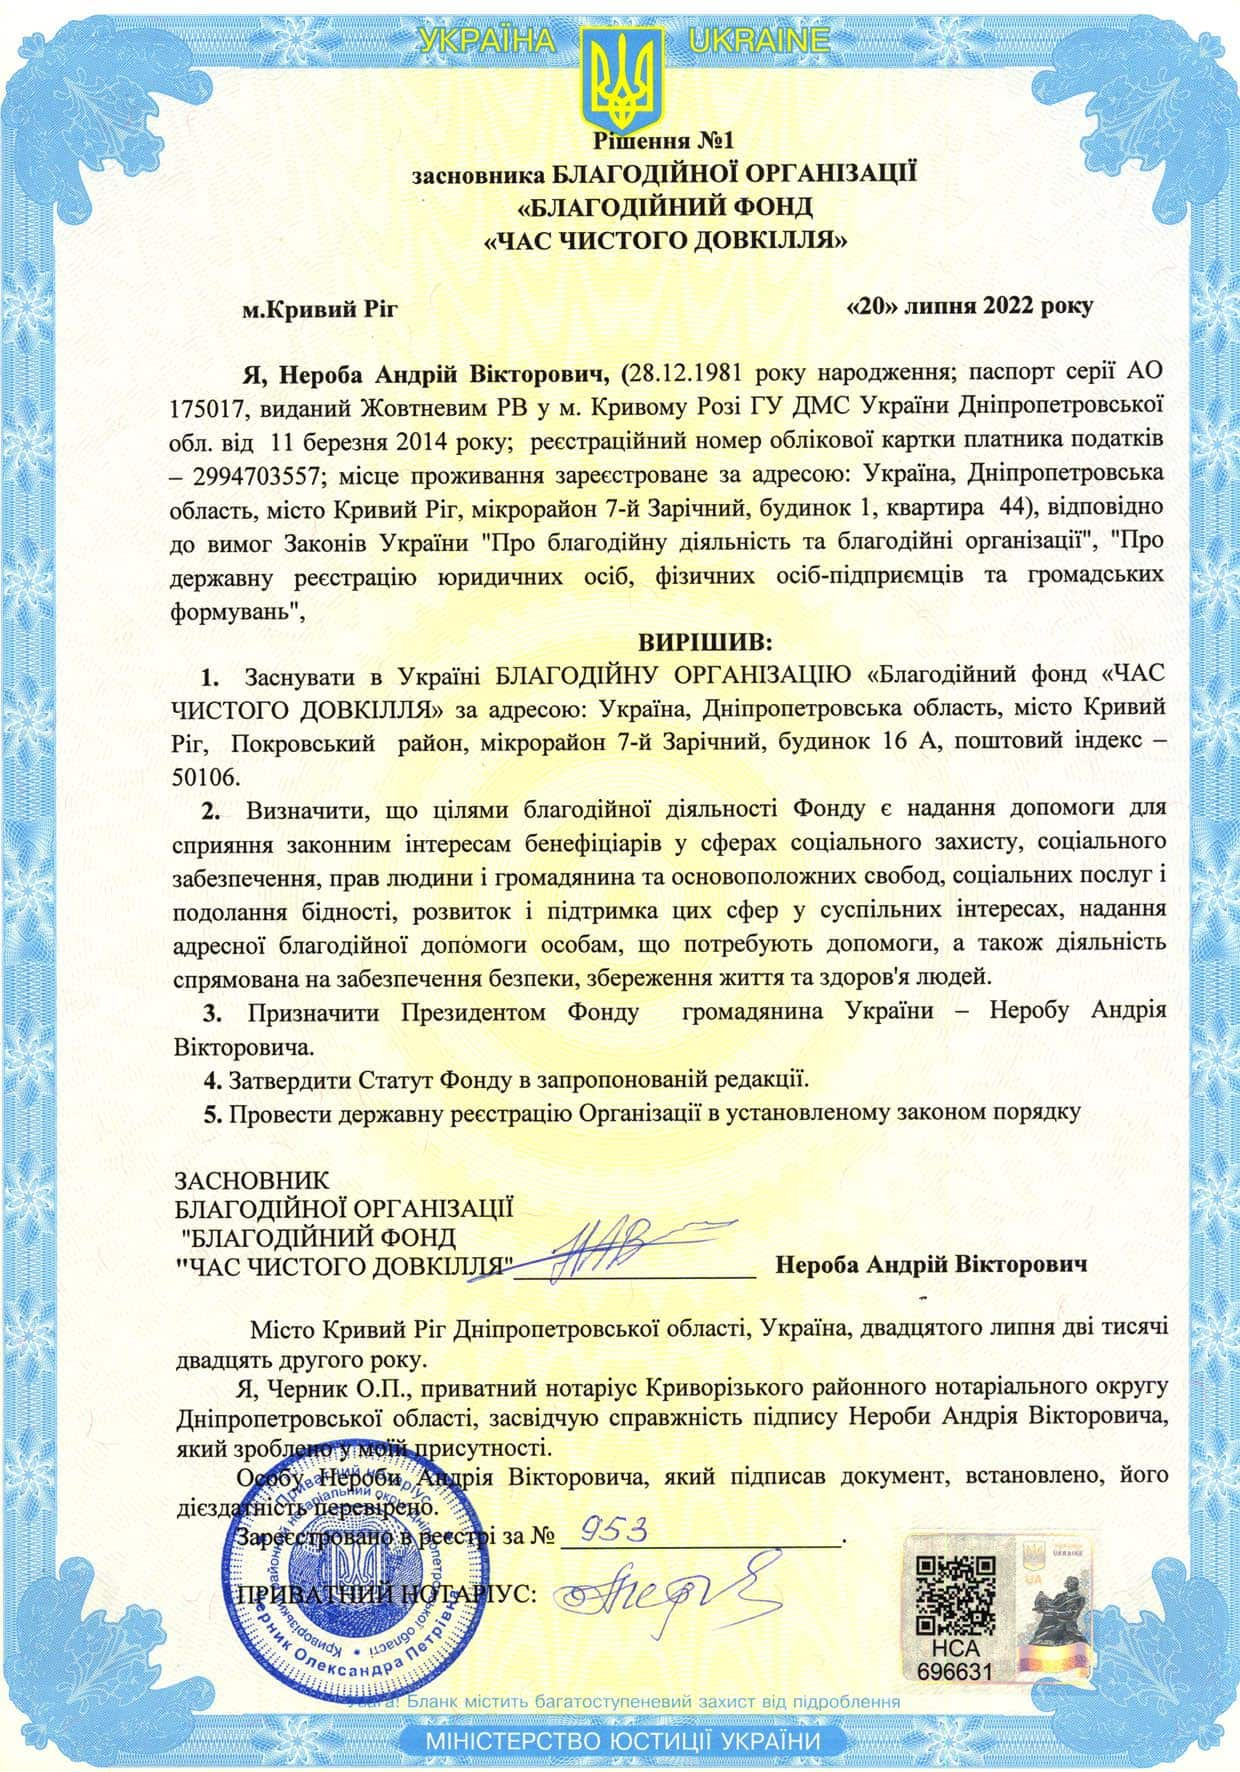 УКРАЇНА UKRAINE
Рішення №1
засновника БЛАГОДІЙНОЇ ОРГАНІЗАЦІЇ
«БЛАГОДІЙНИЙ ФОНД
«ЧАС ЧИСТОГО ДОВКІЛЛЯ»
м.Кривий Ріг «20» липня 2022 року
Я, Нероба Андрій Вікторович, (28.12.1981 року народження; паспорт серії АО
175017, виданий Жовтневим РВ у м. Кривому Розі ГУ ДМС України Дніпропетровської
обл. від 11 березня 2014 року; реєстраційний номер облікової картки платника податків
– 2994703557; місце проживання зареєстроване за адресою: Україна, Дніпропетровська
область, місто Кривий Ріг, мікрорайон 7-й Зарічний, будинок 1, квартира 44), відповідно
до вимог Законів України "Про благодійну діяльність та благодійні організації", "Про
державну реєстрацію юридичних осіб, фізичних осіб-підприємців та громадських
формувань",
ВИРІШИВ:
1. Заснувати в Україні БЛАГОДІЙНУ ОРГАНІЗАЦІЮ «Благодійний фонд «ЧАС
ЧИСТОГО ДОВКІЛЛЯ» за адресою: Україна, Дніпропетровська область, місто Кривий
Ріг, Покровський район, мікрорайон 7-й Зарічний, будинок 16 А, поштовий індекс –
50106.
2. Визначити, що цілями благодійної діяльності Фонду є надання допомоги для
сприяння законним інтересам бенефіціарів у сферах соціального захисту, соціального
забезпечення, прав людини і громадянина та основоположних свобод, соціальних послуг і
подолання бідності, розвиток і підтримка цих сфер у суспільних інтересах, надання
адресної благодійної допомоги особам, що потребують допомоги, а також діяльність
спрямована на забезпечення безпеки, збереження життя та здоров'я людей.
3. Призначити Президентом Фонду громадянина України – Неробу Андрія
Вікторовича.
4. Затвердити Статут Фонду в запропонованій редакції.
5. Провести державну реєстрацію Організації в установленому законом порядку
ЗАСНОВНИК
БЛАГОДІЙНОЇ ОРГАНІЗАЦІЇ
"БЛАГОДІЙНИЙ ФОНД
"ЧАС ЧИСТОГО ДОВКІЛЛЯ" Нероба Андрій Вікторович
Місто Кривий Ріг Дніпропетровської області, Україна, двадцятого липня дві тисячі
двадцять другого року.
Я, Черник О.П., приватний нотаріус Криворізького районного нотаріального округу
Дніпропетровської області, засвідчую справжність підпису Нероби Андрія Вікторовича,
який зроблено у моїй присутності.
Особу Нероби Андрія Вікторовича, який підписав документ, встановлено, його
дієздатність перевірено.
Зареєстровано в реєстрі за № 953.
ПРИВАТНИЙ НОТАРІУС:
Приватний нотаріус
Черник Олександра Петрівна
Криворізький районний нотаріальний округ Дніпропетровської області
UKRAINE
UA
НСА
696631
Увага! Бланк містить багатоступеневий захист від підроблення
МІНІСТЕРСТВО ЮСТИЦІЇ УКРАЇНИ